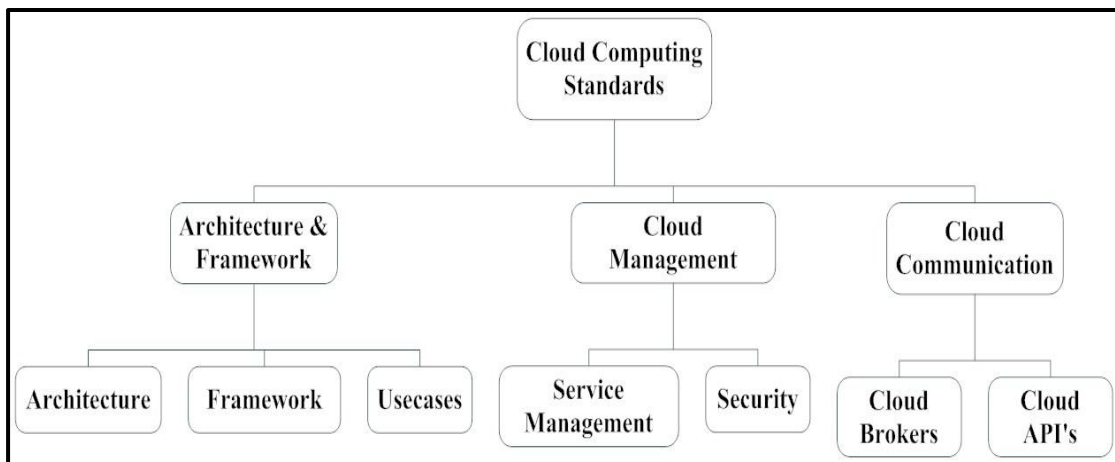 Cloud Computing
Standards
Architecture &
Framework
Cloud
Management
Cloud
Communication
Architecture
Framework
Usecases
Service
Management
Security
Cloud
Brokers
Cloud
API's